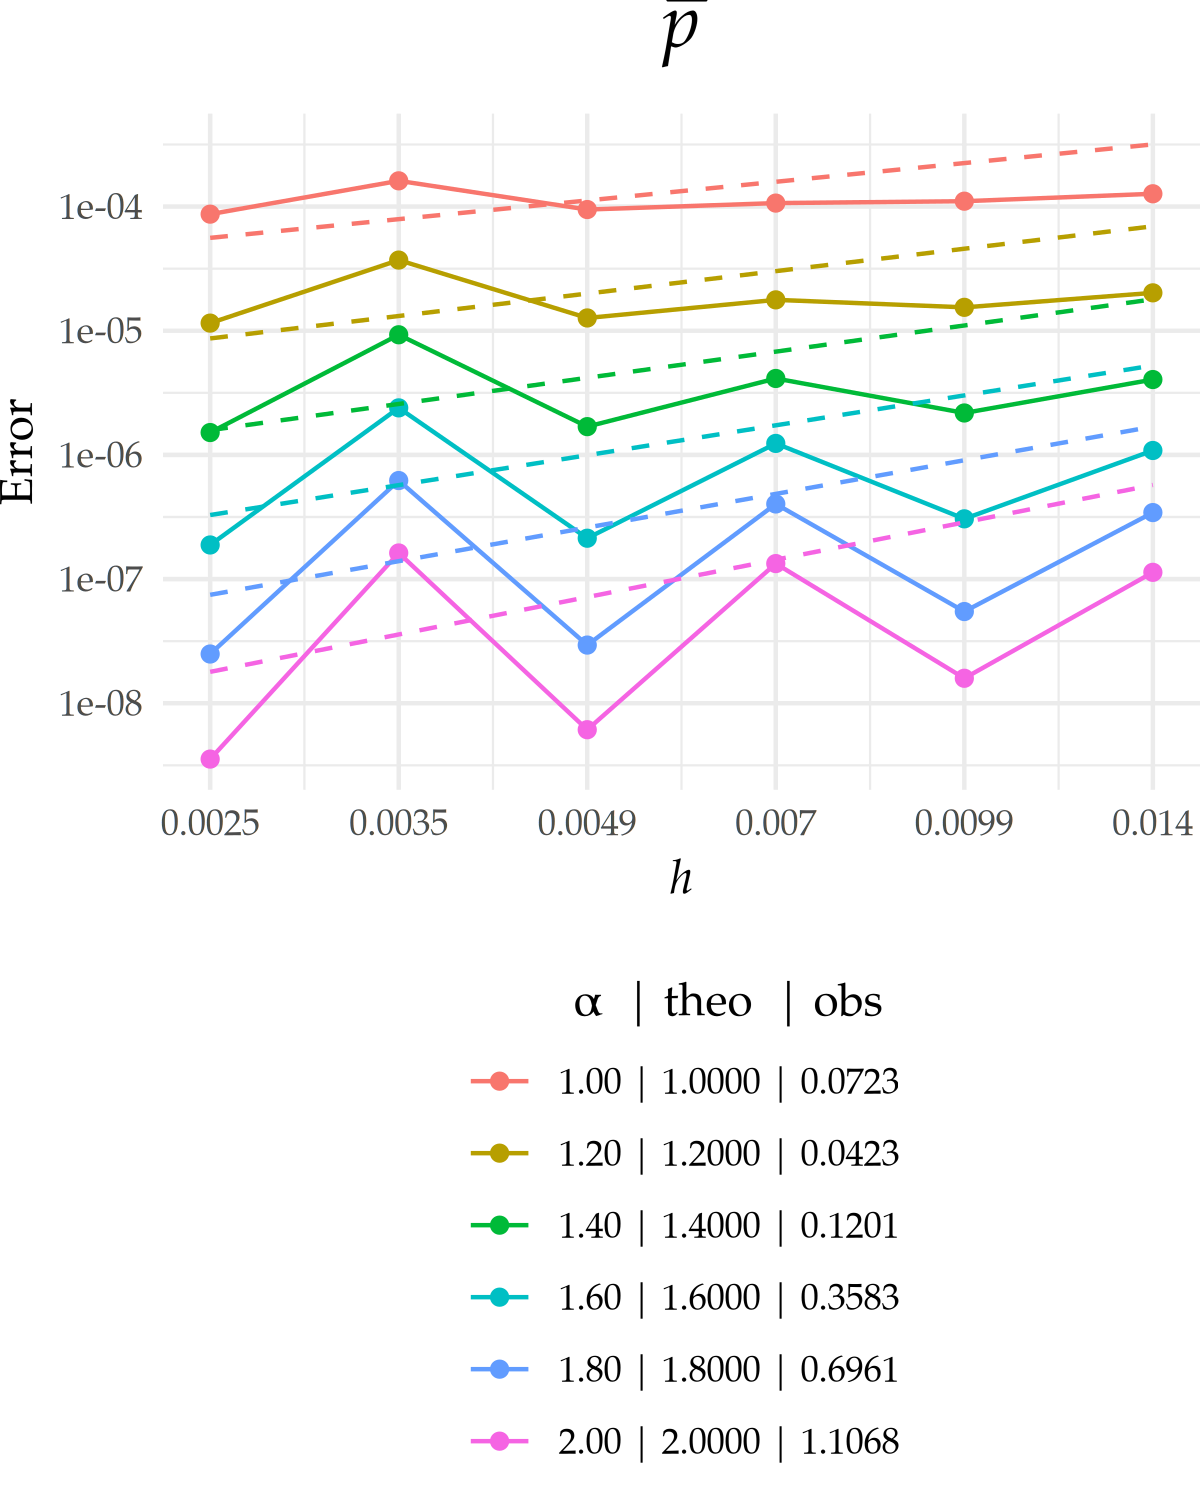 p̅
Error
1e-04
1e-05
1e-06
1e-07
1e-08
0.0025 0.0035 0.0049 0.007 0.0099 0.014
h
α | theo | obs
1.00 | 1.0000 | 0.0723
1.20 | 1.2000 | 0.0423
1.40 | 1.4000 | 0.1201
1.60 | 1.6000 | 0.3583
1.80 | 1.8000 | 0.6961
2.00 | 2.0000 | 1.1068